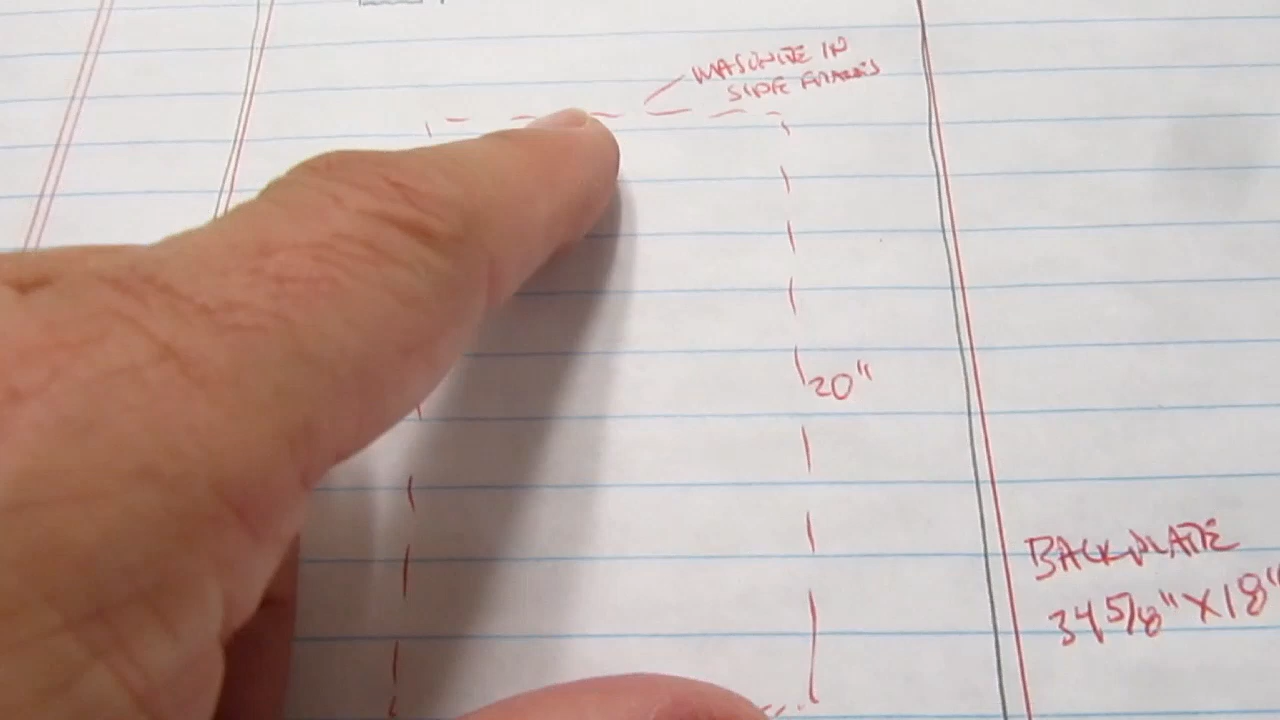 MASONITE IN
SIDE FRAMES
20"
BACKPLATE
34 5/8" X 18"